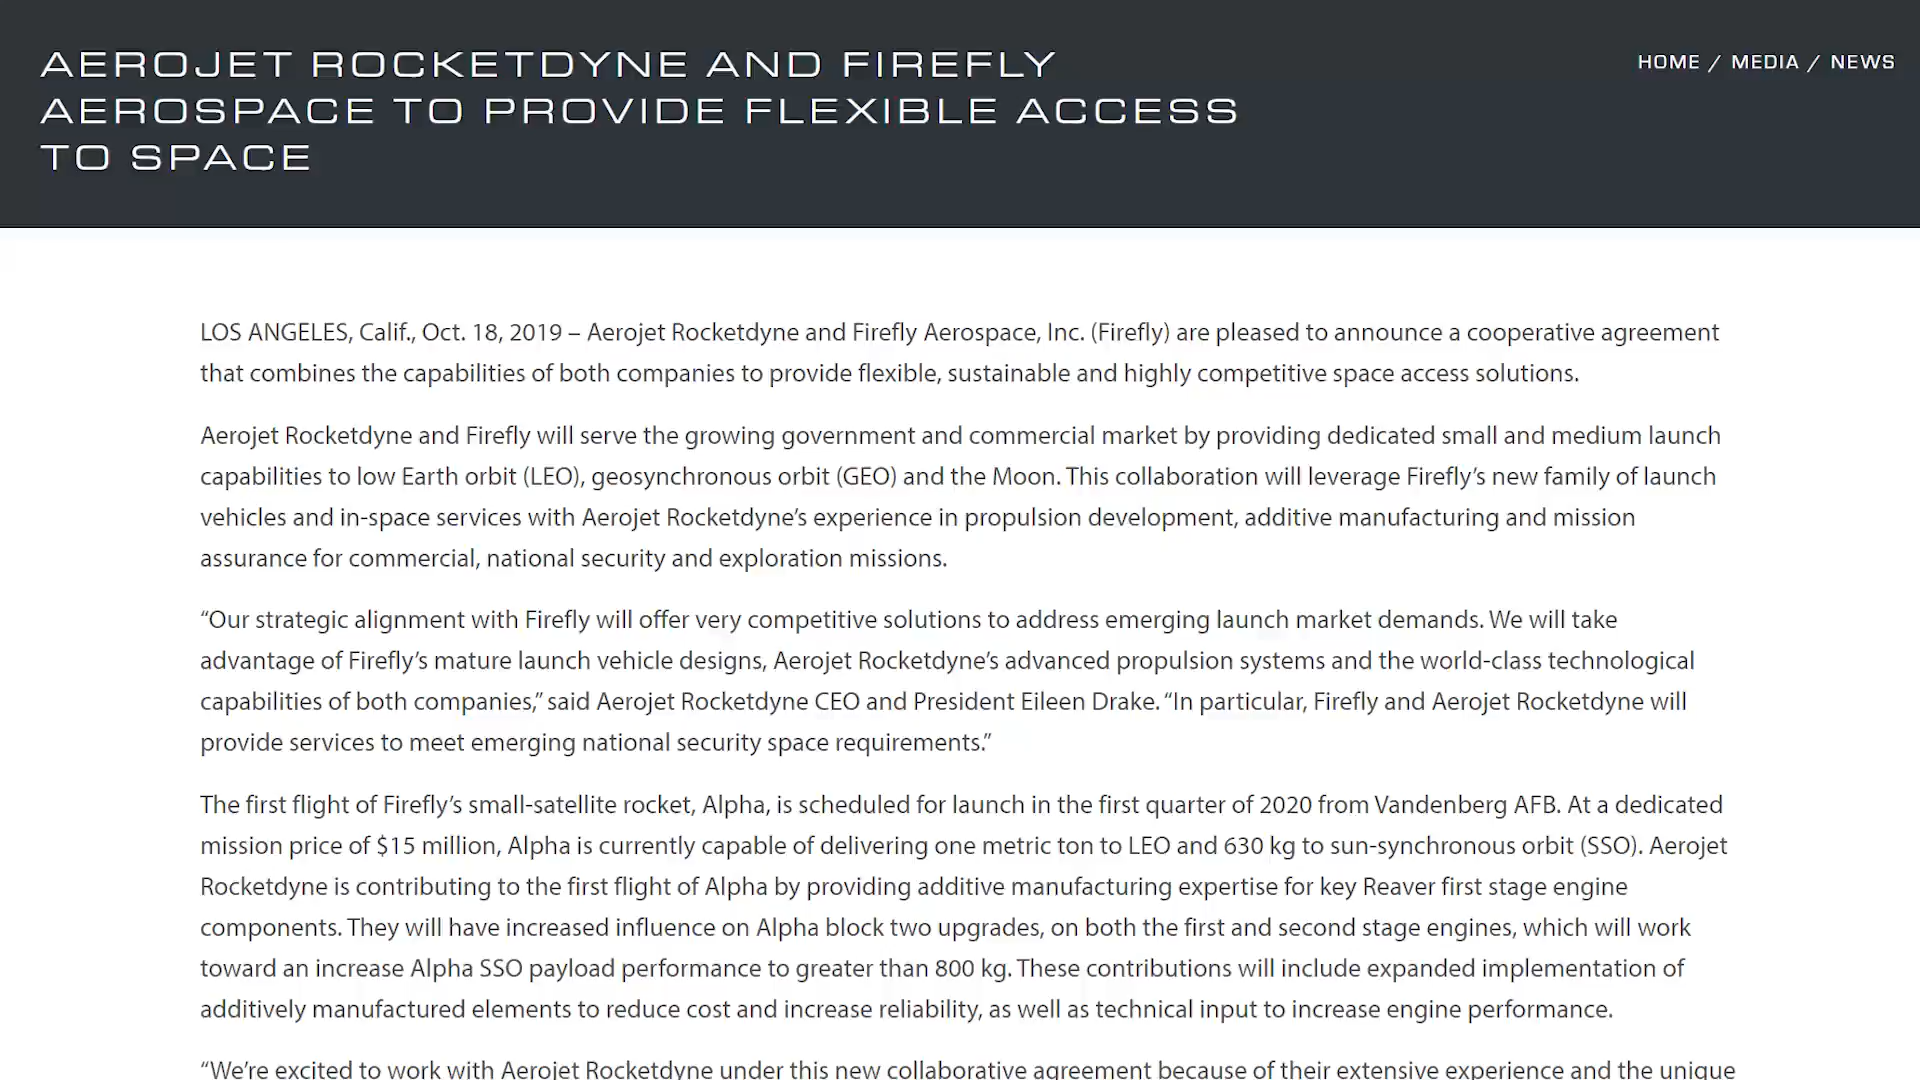 AEROJET ROCKETDYNE AND FIREFLY
AEROSPACE TO PROVIDE FLEXIBLE ACCESS
TO SPACE
HOME / MEDIA / NEWS
LOS ANGELES, Calif., Oct. 18, 2019 – Aerojet Rocketdyne and Firefly Aerospace, Inc. (Firefly) are pleased to announce a cooperative agreement
that combines the capabilities of both companies to provide flexible, sustainable and highly competitive space access solutions.
Aerojet Rocketdyne and Firefly will serve the growing government and commercial market by providing dedicated small and medium launch
capabilities to low Earth orbit (LEO), geosynchronous orbit (GEO) and the Moon. This collaboration will leverage Firefly’s new family of launch
vehicles and in-space services with Aerojet Rocketdyne’s experience in propulsion development, additive manufacturing and mission
assurance for commercial, national security and exploration missions.
“Our strategic alignment with Firefly will offer very competitive solutions to address emerging launch market demands. We will take
advantage of Firefly’s mature launch vehicle designs, Aerojet Rocketdyne’s advanced propulsion systems and the world-class technological
capabilities of both companies,” said Aerojet Rocketdyne CEO and President Eileen Drake. “In particular, Firefly and Aerojet Rocketdyne will
provide services to meet emerging national security space requirements.”
The first flight of Firefly’s small-satellite rocket, Alpha, is scheduled for launch in the first quarter of 2020 from Vandenberg AFB. At a dedicated
mission price of $15 million, Alpha is currently capable of delivering one metric ton to LEO and 630 kg to sun-synchronous orbit (SSO). Aerojet
Rocketdyne is contributing to the first flight of Alpha by providing additive manufacturing expertise for key Reaver first stage engine
components. They will have increased influence on Alpha block two upgrades, on both the first and second stage engines, which will work
toward an increase Alpha SSO payload performance to greater than 800 kg. These contributions will include expanded implementation of
additively manufactured elements to reduce cost and increase reliability, as well as technical input to increase engine performance.
“We’re excited to work with Aerojet Rocketdyne under this new collaborative agreement because of their extensive experience and the unique